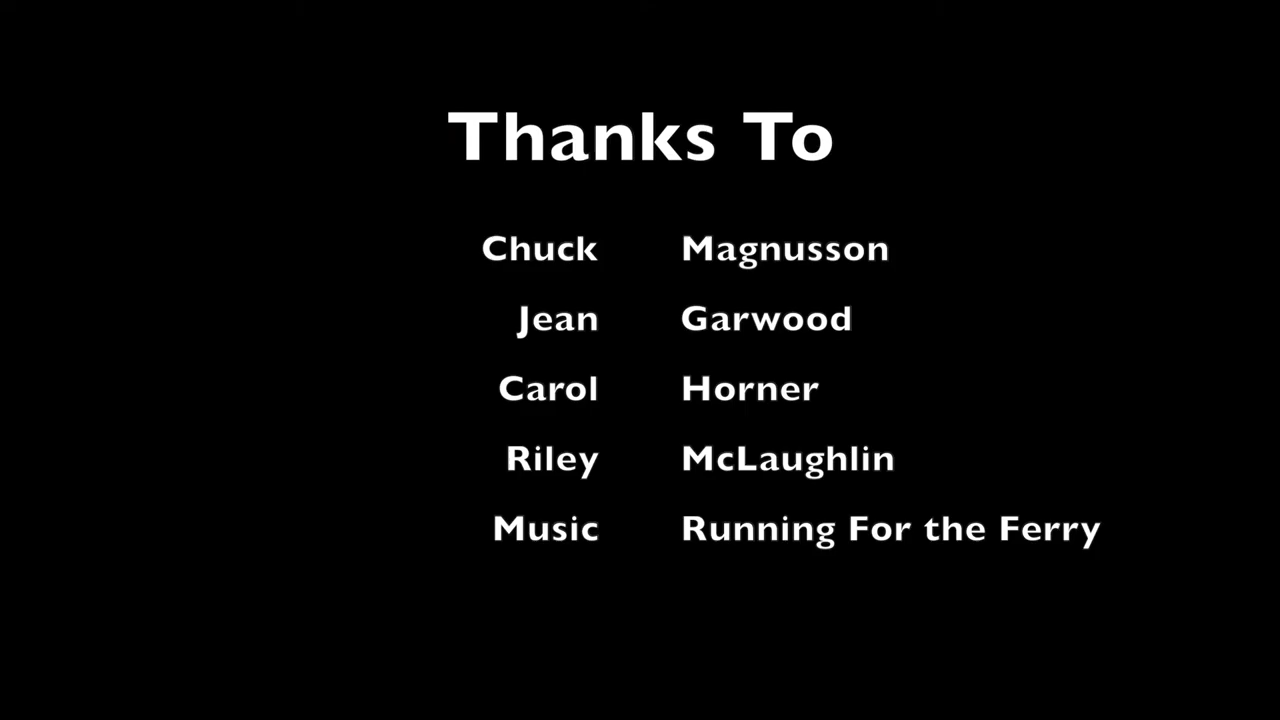 Thanks To
Chuck Magnusson
Jean Garwood
Carol Horner
Riley McLaughlin
Music Running For the Ferry